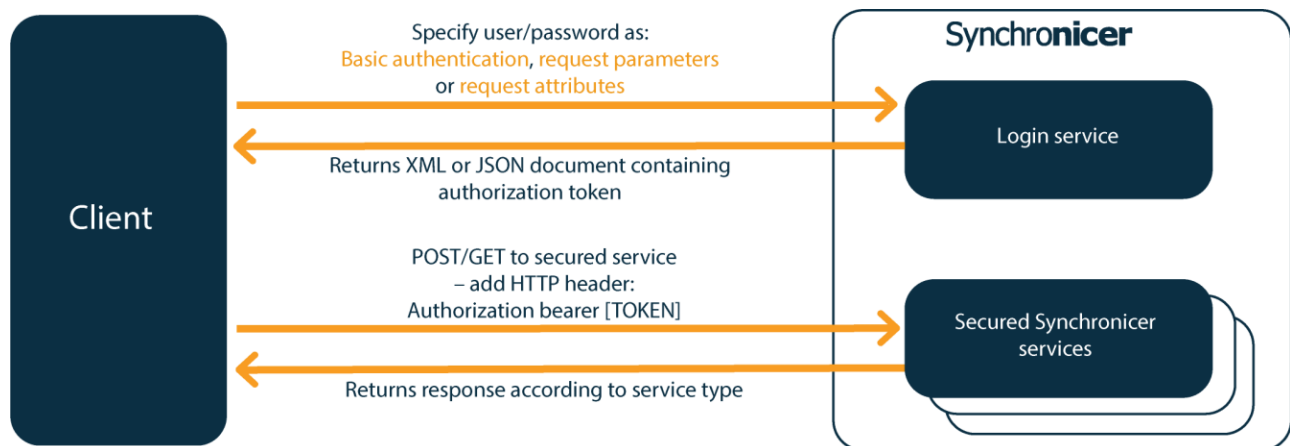 Specify user/password as:
Basic authentication, request parameters
or request attributes
Synchronicer
Login service
Returns XML or JSON document containing
authorization token
Client
POST/GET to secured service
– add HTTP header:
Authorization bearer [TOKEN]
Secured Synchronicer
services
Returns response according to service type